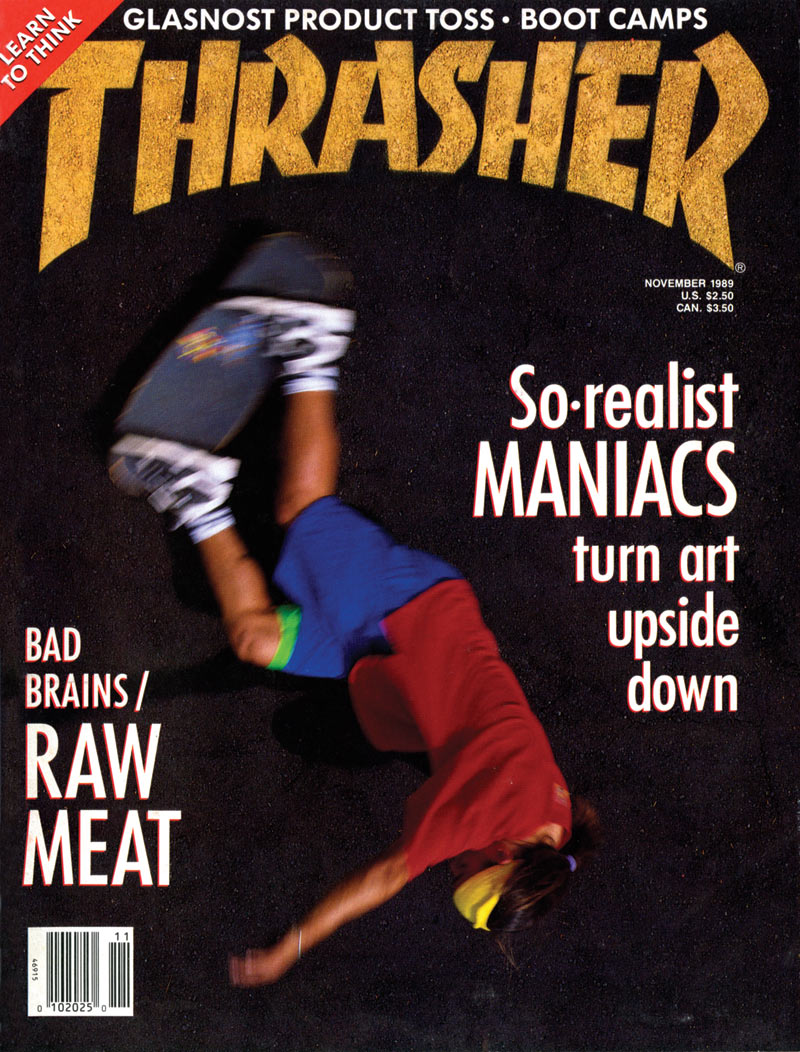 LEARN
TO THINK
GLASNOST PRODUCT TOSS • BOOT CAMPS
THRASHER
®
NOVEMBER 1989
U.S. $2.50
CAN. $3.50
So•realist
MANIACS
turn art
upside
down
BAD
BRAINS /
RAW
MEAT
11
46915
0 102025 0